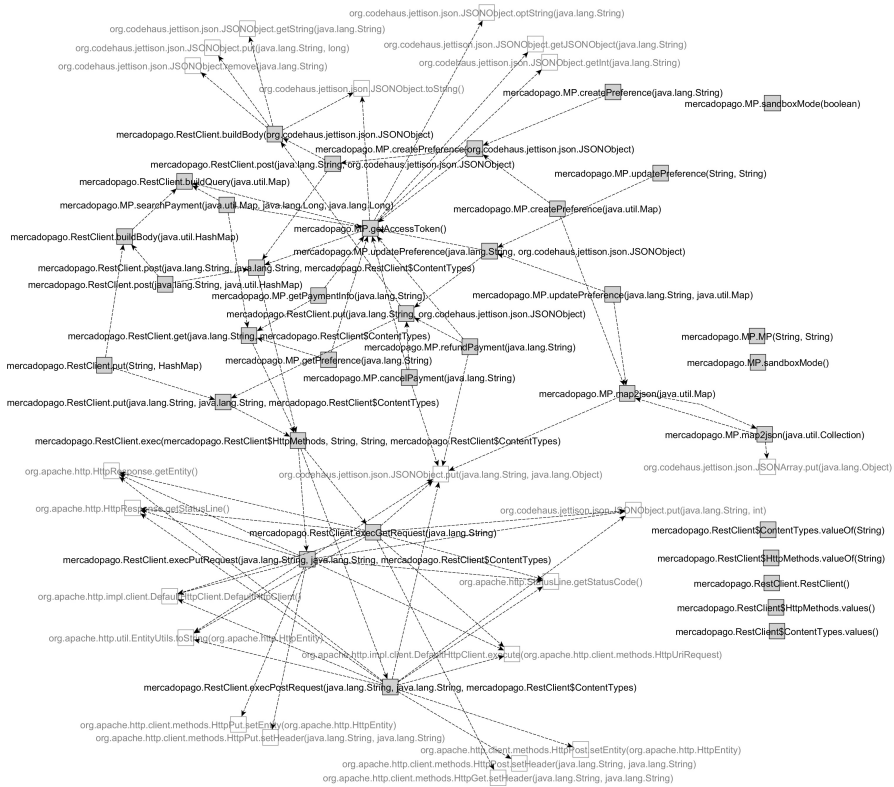 org.codehaus.jettison.json.JSONObject.optString(java.lang.String)
org.codehaus.jettison.json.JSONObject.getString(java.lang.String)
org.codehaus.jettison.json.JSONObject.put(java.lang.String, long)
org.codehaus.jettison.json.JSONObject.getJSONObject(java.lang.String)
org.codehaus.jettison.json.JSONObject.remove(java.lang.String)
org.codehaus.jettison.json.JSONObject.getInt(java.lang.String)
org.codehaus.jettison.json.JSONObject.toString()
mercadopago.MP.createPreference(java.lang.String)
mercadopago.MP.sandboxMode(boolean)
mercadopago.RestClient.buildBody(org.codehaus.jettison.json.JSONObject)
mercadopago.MP.createPreference(org.codehaus.jettison.json.JSONObject)
mercadopago.RestClient.post(java.lang.String, org.codehaus.jettison.json.JSONObject)
mercadopago.MP.updatePreference(String, String)
mercadopago.RestClient.buildQuery(java.util.Map)
mercadopago.MP.searchPayment(java.util.Map, java.lang.Long, java.lang.Long)
mercadopago.MP.createPreference(java.util.Map)
mercadopago.MP.getAccessToken()
mercadopago.RestClient.buildBody(java.util.HashMap)
mercadopago.MP.updatePreference(java.lang.String, org.codehaus.jettison.json.JSONObject)
mercadopago.RestClient.post(java.lang.String, java.lang.String, mercadopago.RestClient$ContentTypes)
mercadopago.RestClient.post(java.lang.String, java.util.HashMap)
mercadopago.MP.getPaymentInfo(java.lang.String)
mercadopago.MP.updatePreference(java.lang.String, java.util.Map)
mercadopago.RestClient.put(java.lang.String, org.codehaus.jettison.json.JSONObject)
mercadopago.RestClient.get(java.lang.String, mercadopago.RestClient$ContentTypes)
mercadopago.MP.MP(String, String)
mercadopago.MP.refundPayment(java.lang.String)
mercadopago.MP.getPreference(java.lang.String)
mercadopago.MP.sandboxMode()
mercadopago.RestClient.put(String, HashMap)
mercadopago.MP.cancelPayment(java.lang.String)
mercadopago.MP.map2json(java.util.Map)
mercadopago.RestClient.put(java.lang.String, java.lang.String, mercadopago.RestClient$ContentTypes)
mercadopago.MP.map2json(java.util.Collection)
mercadopago.RestClient.exec(mercadopago.RestClient$HttpMethods, String, String, mercadopago.RestClient$ContentTypes)
org.codehaus.jettison.json.JSONArray.put(java.lang.Object)
org.apache.http.HttpResponse.getEntity()
org.codehaus.jettison.json.JSONObject.put(java.lang.String, java.lang.Object)
org.apache.http.HttpResponse.getStatusLine()
org.codehaus.jettison.json.JSONObject.put(java.lang.String, int)
mercadopago.RestClient.execGetRequest(java.lang.String, mercadopago.RestClient$ContentTypes)
mercadopago.RestClient$ContentTypes.valueOf(String)
mercadopago.RestClient.execPutRequest(java.lang.String, java.lang.String, mercadopago.RestClient$ContentTypes)
mercadopago.RestClient$HttpMethods.valueOf(String)
org.apache.http.StatusLine.getStatusCode()
mercadopago.RestClient.RestClient()
org.apache.http.impl.client.DefaultHttpClient.DefaultHttpClient()
mercadopago.RestClient$HttpMethods.values()
mercadopago.RestClient$ContentTypes.values()
org.apache.http.util.EntityUtils.toString(org.apache.http.HttpEntity)
org.apache.http.impl.client.DefaultHttpClient.execute(org.apache.http.client.methods.HttpUriRequest)
mercadopago.RestClient.execPostRequest(java.lang.String, java.lang.String, mercadopago.RestClient$ContentTypes)
org.apache.http.client.methods.HttpPut.setEntity(org.apache.http.HttpEntity)
org.apache.http.client.methods.HttpPut.setHeader(java.lang.String, java.lang.String)
org.apache.http.client.methods.HttpPost.setEntity(org.apache.http.HttpEntity)
org.apache.http.client.methods.HttpPost.setHeader(java.lang.String, java.lang.String)
org.apache.http.client.methods.HttpGet.setHeader(java.lang.String, java.lang.String)